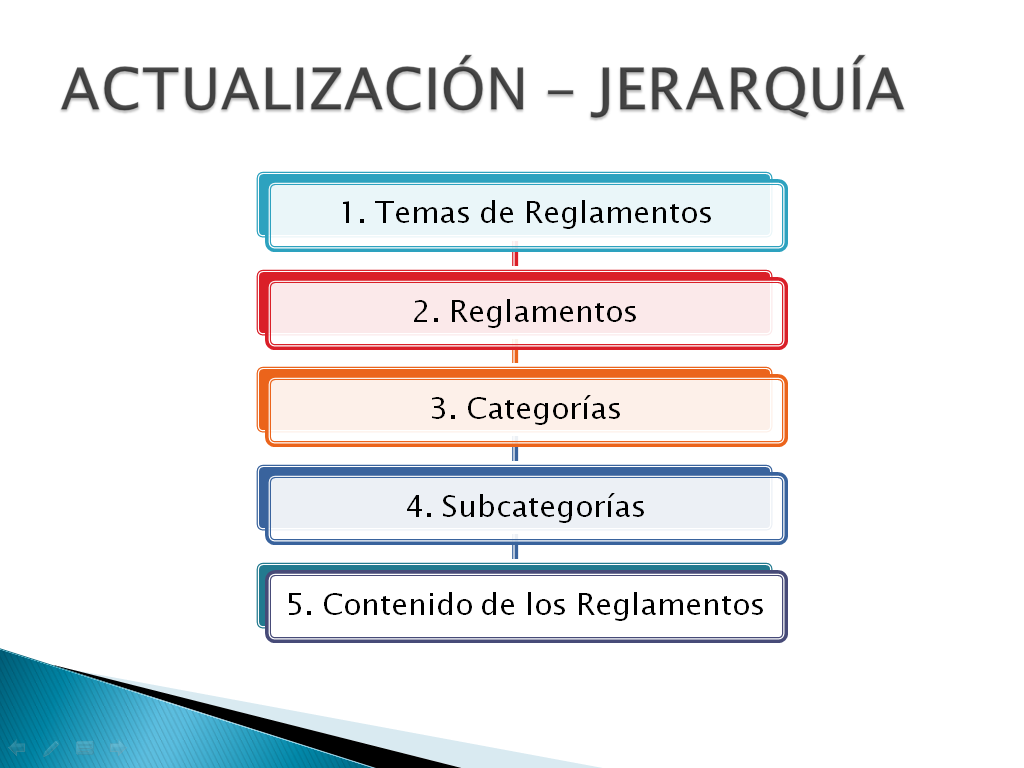 ACTUALIZACIÓN - JERARQUÍA
1. Temas de Reglamentos
2. Reglamentos
3. Categorías
4. Subcategorías
5. Contenido de los Reglamentos